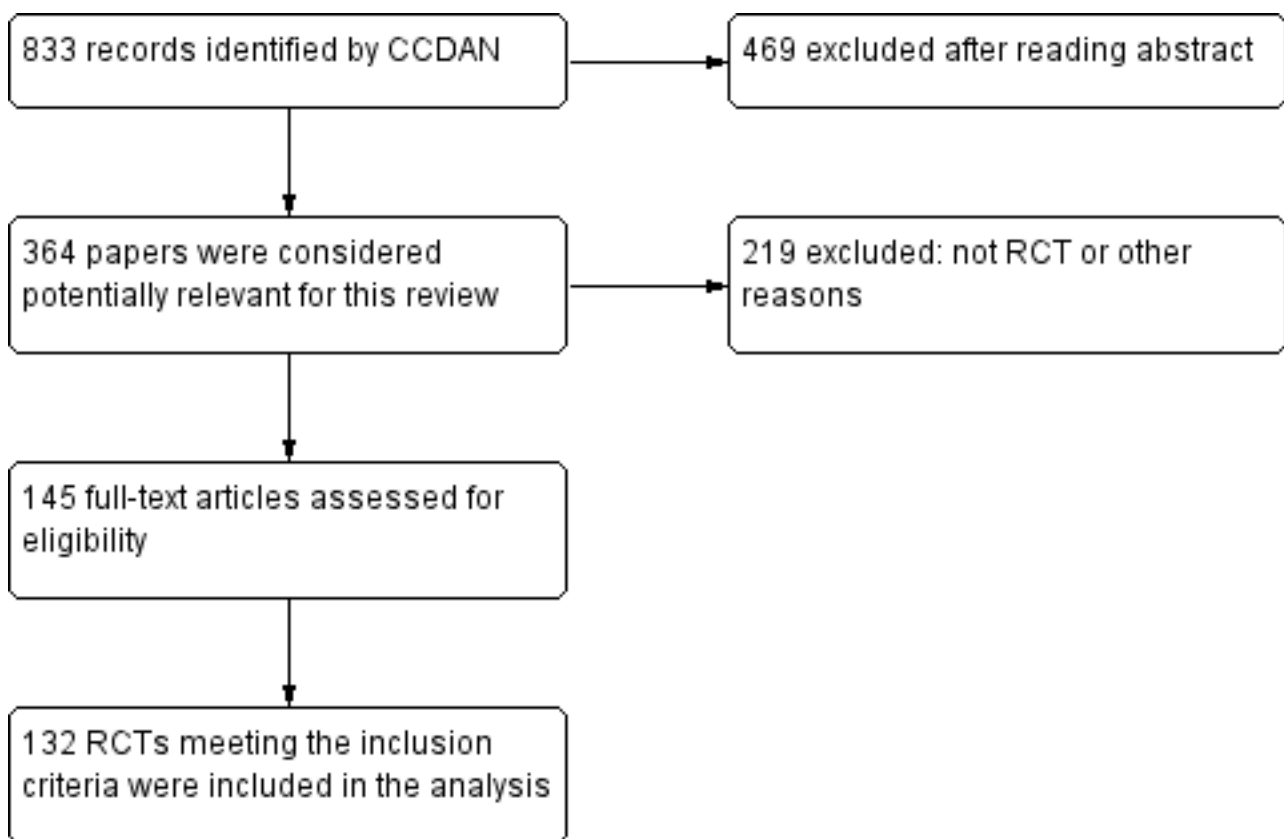 833 records identified by CCDAN
469 excluded after reading abstract
364 papers were considered
potentially relevant for this review
219 excluded: not RCT or other
reasons
145 full-text articles assessed for
eligibility
132 RCTs meeting the inclusion
criteria were included in the analysis